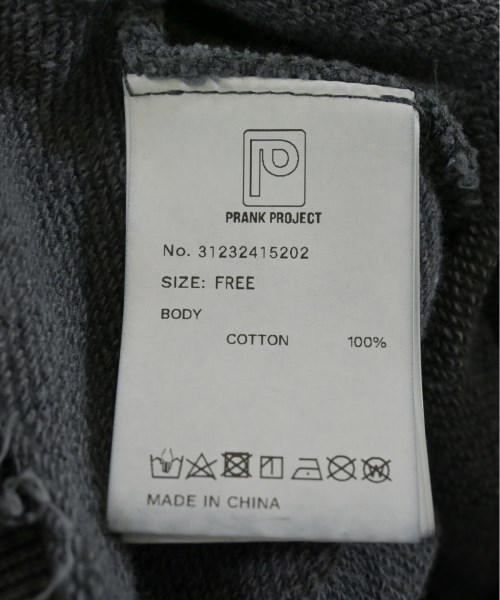 PRANK PROJECT
No. 31232415202
SIZE: FREE
BODY
COTTON 100%
MADE IN CHINA